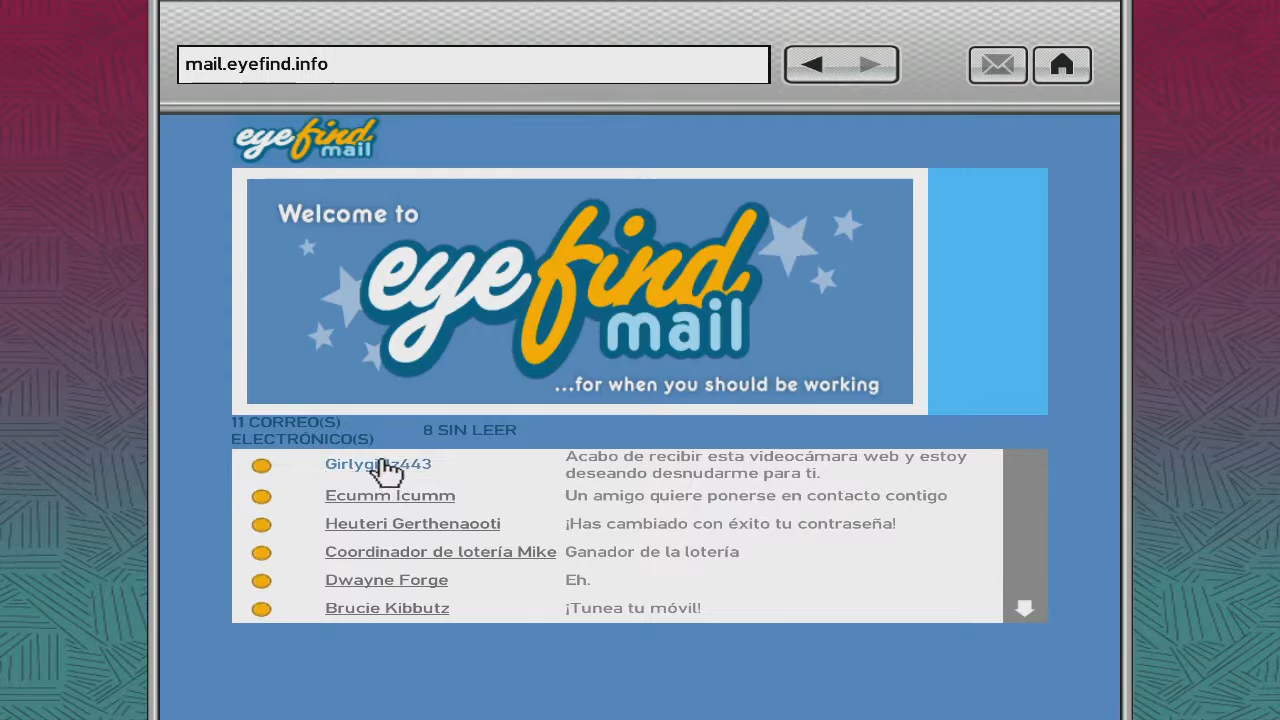 mail.eyefind.info
eyefind
mail
Welcome to
eyefind
mail
...for when you should be working
11 CORREO(S)
ELECTRÓNICO(S)
8 SIN LEER
Acabo de recibir esta videocámara web y estoy
deseando desnudarme para ti.
Ecumm Icumm Un amigo quiere ponerse en contacto contigo
Heuteri Gerthenaooti ¡Has cambiado con éxito tu contraseña!
Coordinador de lotería Mike Ganador de la lotería
Dwayne Forge Eh.
Brucie Kibbutz ¡Tunea tu móvil!